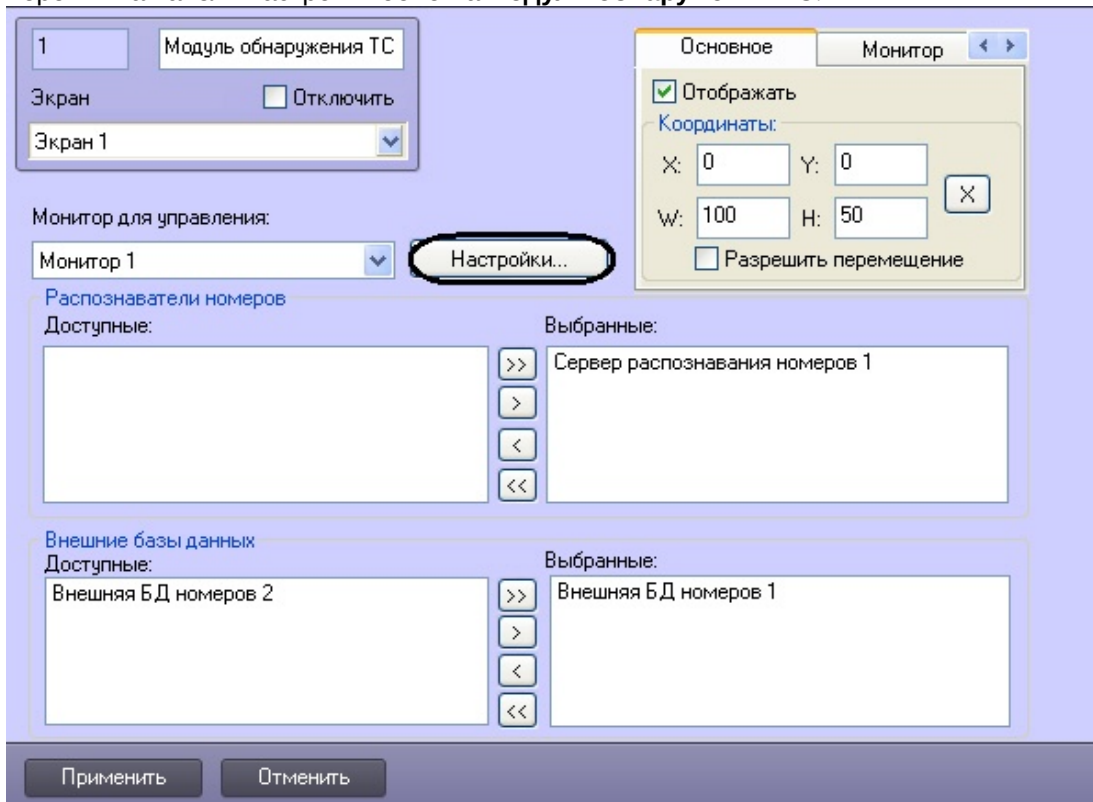 1
Модуль обнаружения ТС
Экран
Отключить
Экран 1
Основное
Монитор
Отображать
Координаты:
X: 0 Y: 0
X
W: 100 H: 50
Разрешить перемещение
Монитор для управления:
Монитор 1
Настройки...
Распознаватели номеров
Доступные:
Выбранные:
Сервер распознавания номеров 1
>>
>
<
<<
Внешние базы данных
Доступные:
Выбранные:
Внешняя БД номеров 2
Внешняя БД номеров 1
>>
>
<
<<
Применить
Отменить